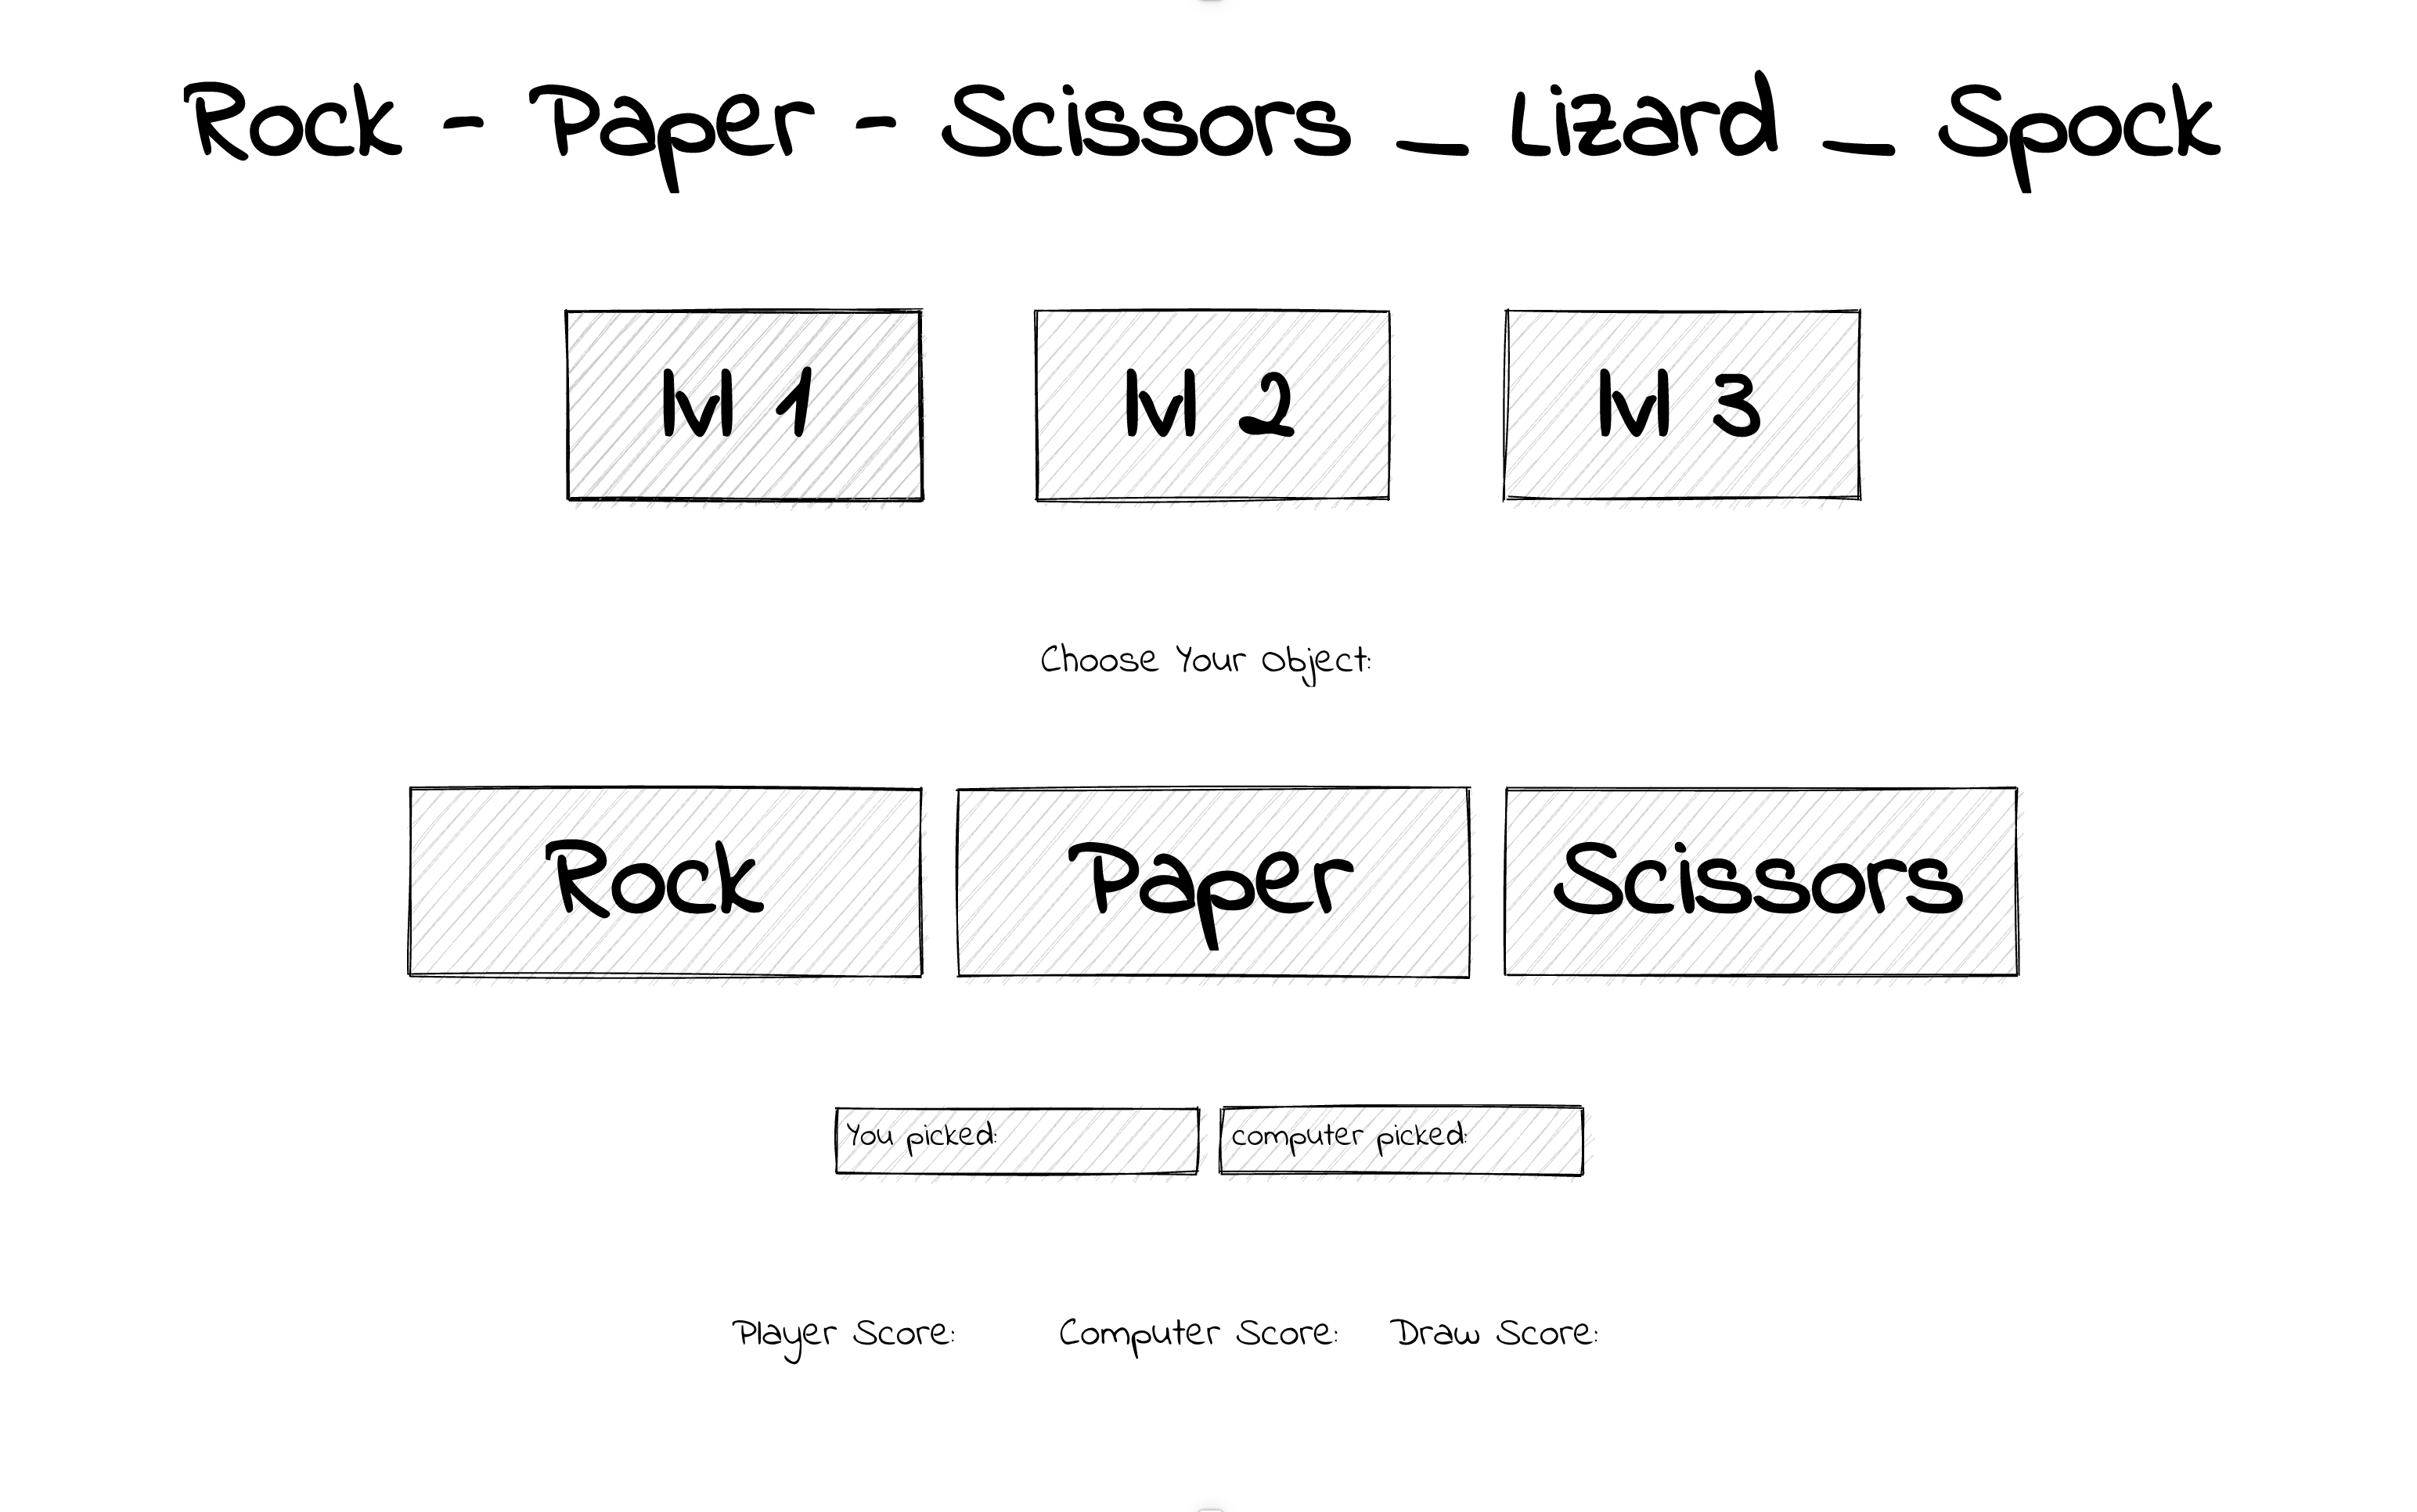 Rock - Paper - Scissors _ Lizard _ Spock
lvl 1 lvl 2 lvl 3
Choose Your object:
Rock Paper Scissors
You picked: computer picked:
Player Score: Computer Score: Draw Score: